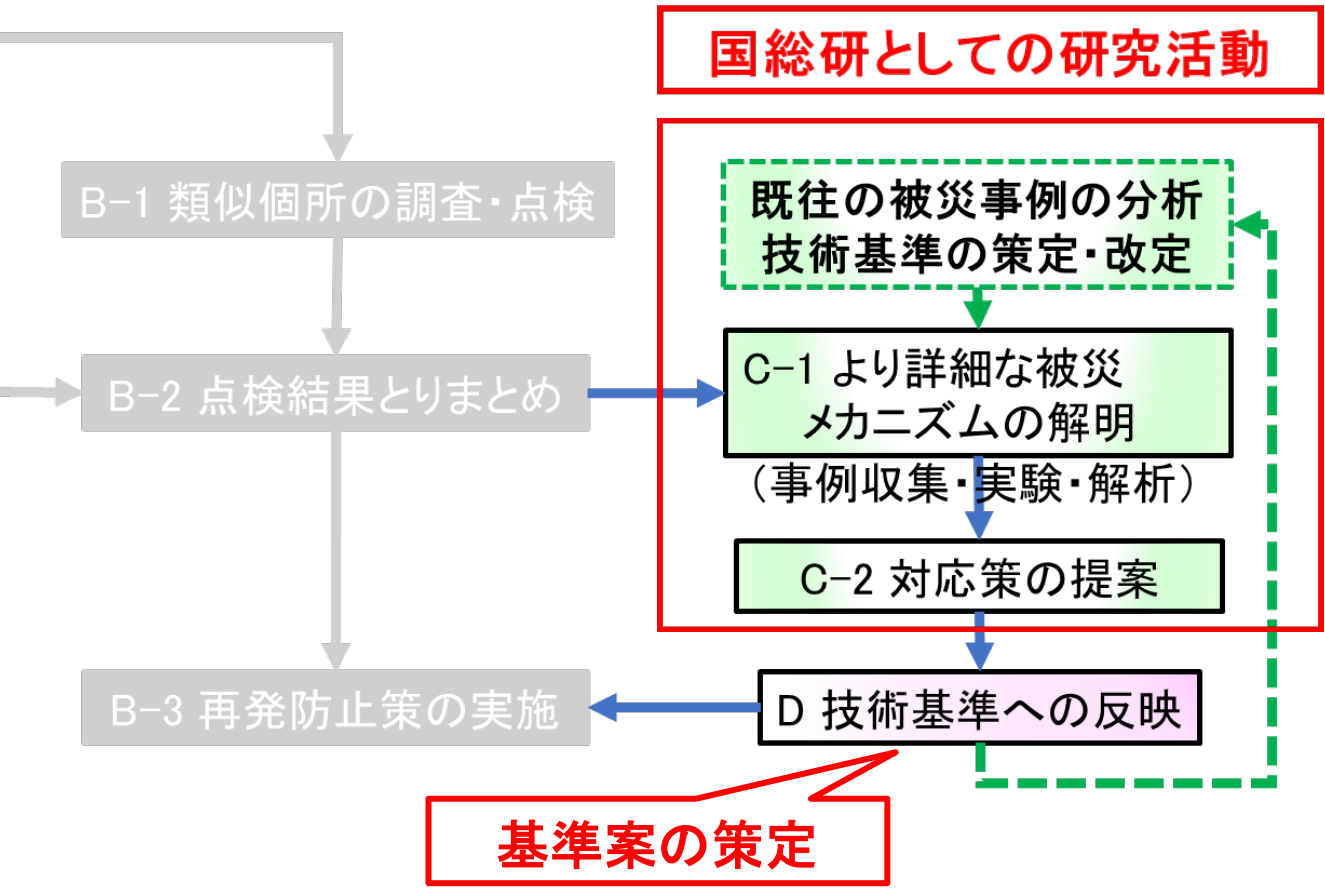 国総研としての研究活動
B-1 類似個所の調査・点検
B-2 点検結果とりまとめ
B-3 再発防止策の実施
既往の被災事例の分析
技術基準の策定・改定
C-1 より詳細な被災
メカニズムの解明
（事例収集・実験・解析）
C-2 対応策の提案
D 技術基準への反映
基準案の策定